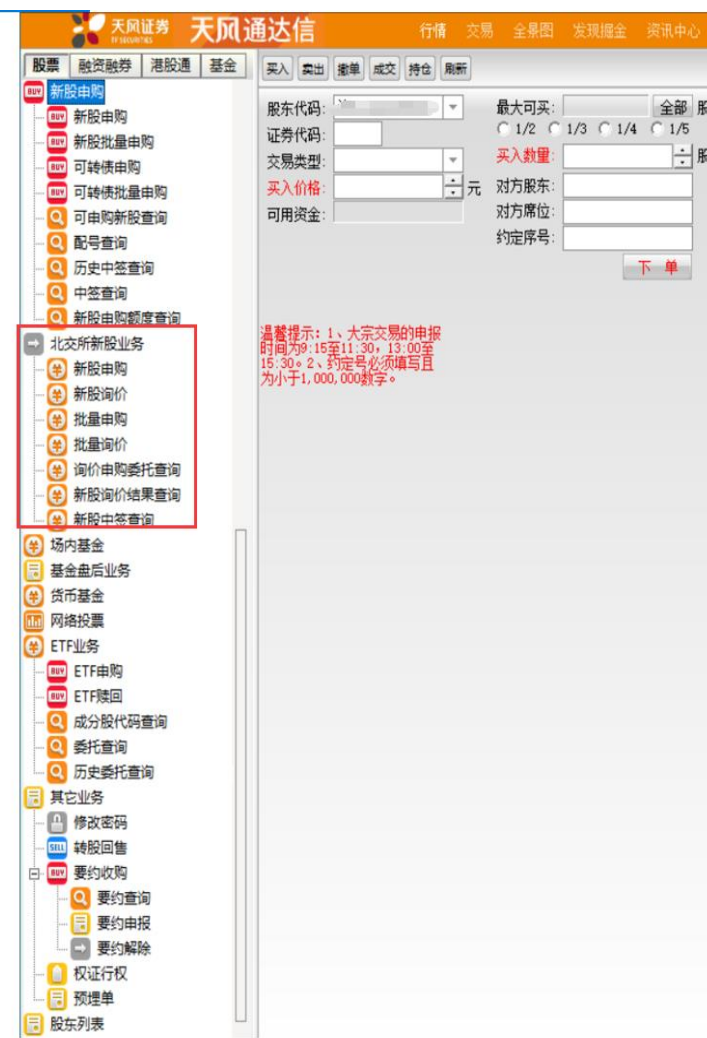 天风证券
TF SECURITIES
天风通达信
行情 交易 全景图 发现掘金 资讯中心
股票 融资融券 港股通 基金
买入 卖出 撤单 成交 持仓 刷新
新股申购
新股申购
新股批量申购
可转债申购
可转债批量申购
可申购新股查询
配号查询
历史中签查询
中签查询
新股申购额度查询
北交所新股业务
新股申购
新股询价
批量申购
批量询价
询价申购委托查询
新股询价结果查询
新股中签查询
场内基金
基金盘后业务
货币基金
网络投票
ETF业务
ETF申购
ETF赎回
成分股代码查询
委托查询
历史委托查询
其它业务
修改密码
转股回售
要约收购
要约查询
要约申报
要约解除
权证行权
预埋单
股东列表
股东代码:
证券代码:
交易类型:
买入价格: 元
可用资金:
最大可买: 全部 股
1/2 1/3 1/4 1/5
买入数量: 股
对方股东:
对方席位:
约定序号:
下 单
温馨提示: 1、大宗交易的申报
时间为9:15至11:30, 13:00至
15:30。2、约定号必须填写且
为小于1,000,000数字。